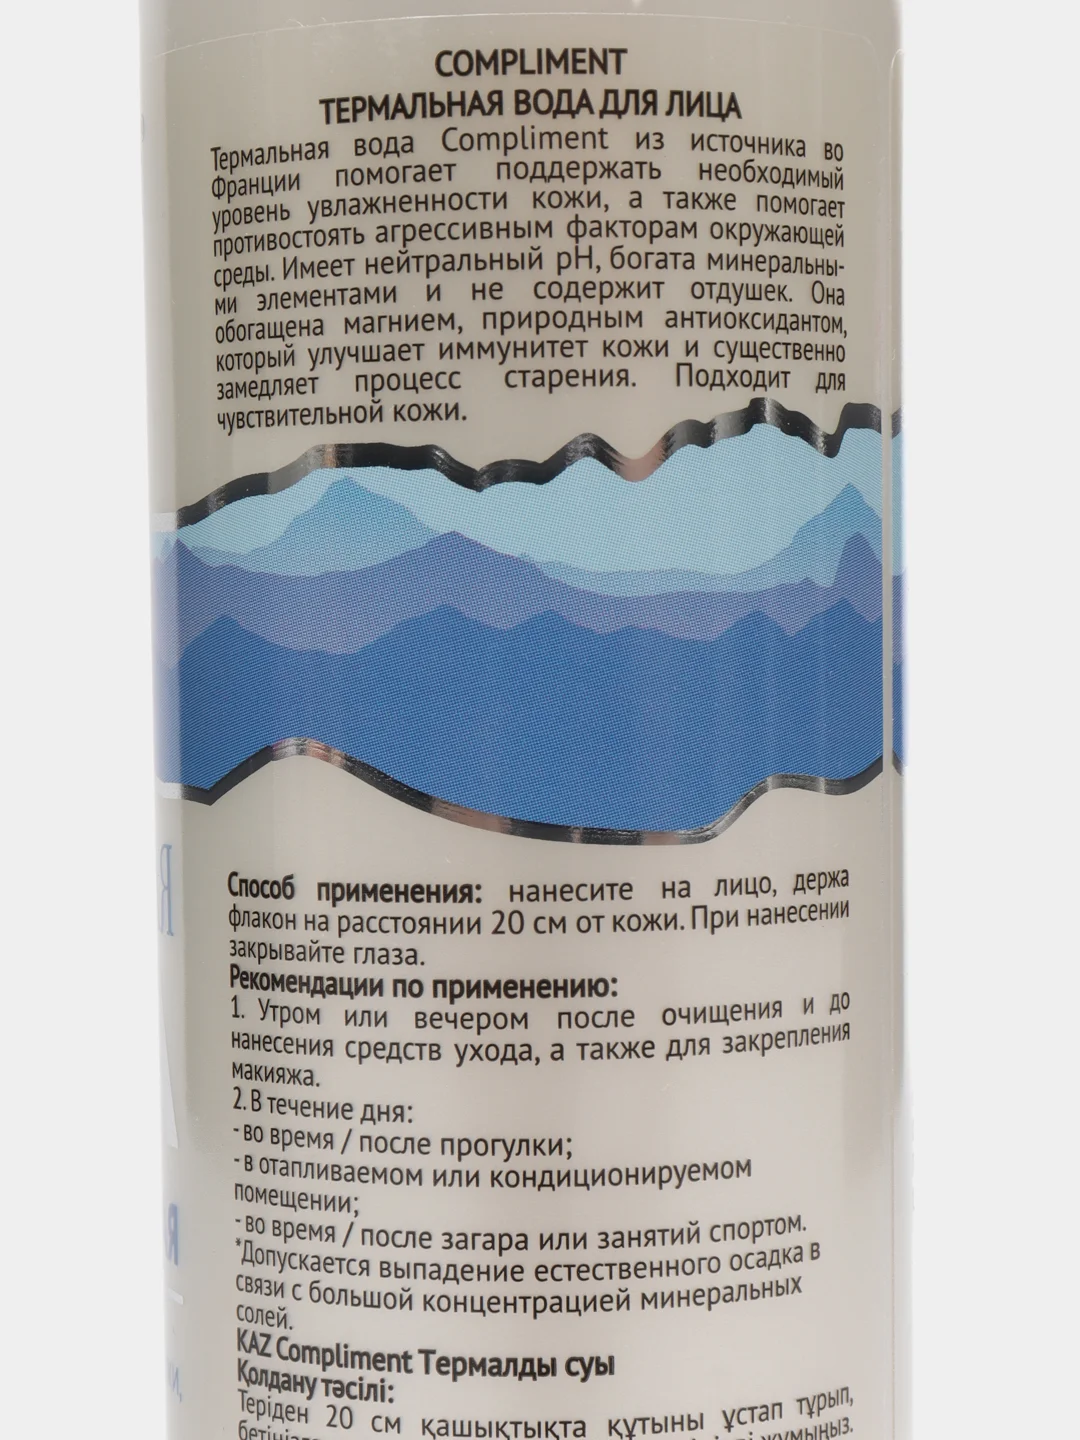 COMPLIMENT
ТЕРМАЛЬНАЯ ВОДА ДЛЯ ЛИЦА
Термальная вода Compliment из источника во
Франции помогает поддержать необходимый
уровень увлажненности кожи, а также помогает
противостоять агрессивным факторам окружающей
среды. Имеет нейтральный pH, богата минеральны-
ми элементами и не содержит отдушек. Она
обогащена магнием, природным антиоксидантом,
который улучшает иммунитет кожи и существенно
замедляет процесс старения. Подходит для
чувствительной кожи.
Способ применения: нанесите на лицо, держа
флакон на расстоянии 20 см от кожи. При нанесении
закрывайте глаза.
Рекомендации по применению:
1. Утром или вечером после очищения и до
нанесения средств ухода, а также для закрепления
макияжа.
2. В течение дня:
- во время / после прогулки;
- в отапливаемом или кондиционируемом
помещении;
- во время / после загара или занятий спортом.
*Допускается выпадение естественного осадка в
связи с большой концентрацией минеральных
солей.
KAZ Compliment Термалды суы
Қолдану тәсілі:
Теріден 20 см қашықтықта құтыны ұстап тұрып,
жұмыңыз.